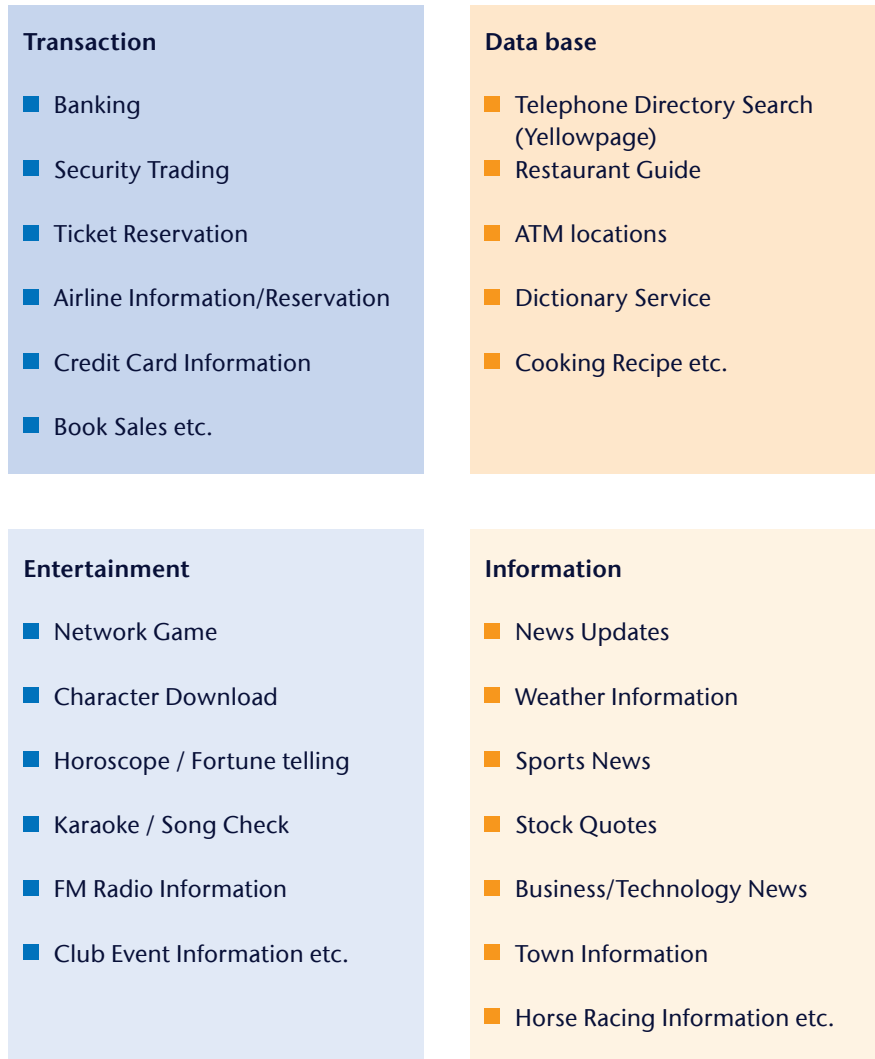 Transaction
Banking
Security Trading
Ticket Reservation
Airline Information/Reservation
Credit Card Information
Book Sales etc.
Data base
Telephone Directory Search
(Yellowpage)
Restaurant Guide
ATM locations
Dictionary Service
Cooking Recipe etc.
Entertainment
Network Game
Character Download
Horoscope / Fortune telling
Karaoke / Song Check
FM Radio Information
Club Event Information etc.
Information
News Updates
Weather Information
Sports News
Stock Quotes
Business/Technology News
Town Information
Horse Racing Information etc.